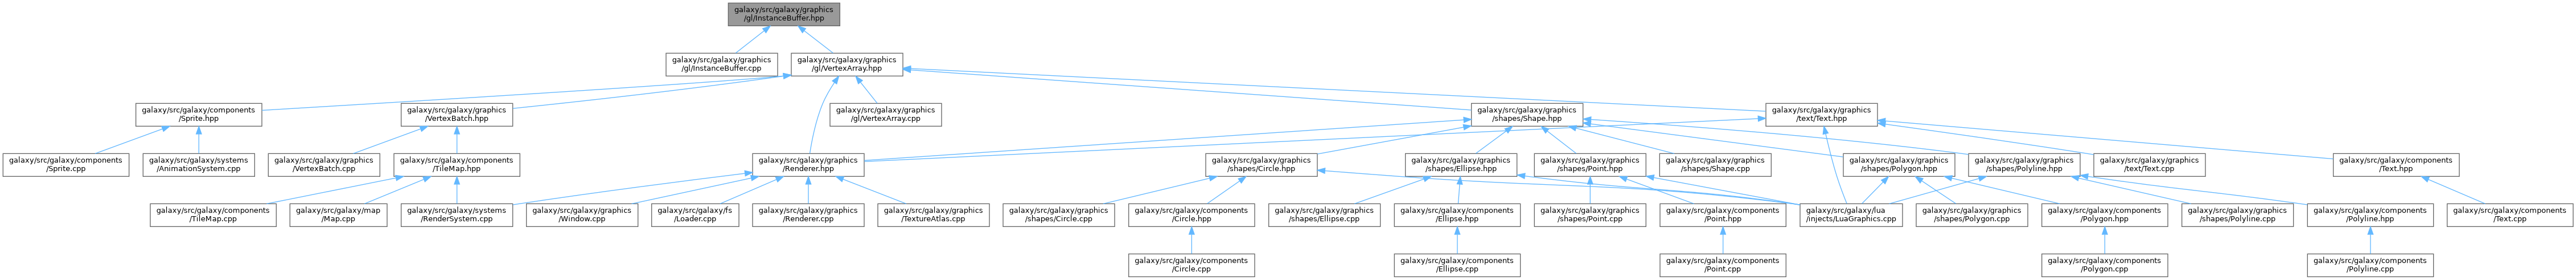 galaxy/src/galaxy/graphics
/gl/InstanceBuffer.hpp
galaxy/src/galaxy/graphics
/gl/InstanceBuffer.cpp
galaxy/src/galaxy/graphics
/gl/VertexArray.hpp
galaxy/src/galaxy/components
/Sprite.hpp
galaxy/src/galaxy/graphics
/VertexBatch.hpp
galaxy/src/galaxy/graphics
/gl/VertexArray.cpp
galaxy/src/galaxy/graphics
/shapes/Shape.hpp
galaxy/src/galaxy/graphics
/text/Text.hpp
galaxy/src/galaxy/components
/Sprite.cpp
galaxy/src/galaxy/systems
/AnimationSystem.cpp
galaxy/src/galaxy/graphics
/VertexBatch.cpp
galaxy/src/galaxy/components
/TileMap.hpp
galaxy/src/galaxy/graphics
/Renderer.hpp
galaxy/src/galaxy/graphics
/shapes/Circle.hpp
galaxy/src/galaxy/graphics
/shapes/Ellipse.hpp
galaxy/src/galaxy/graphics
/shapes/Point.hpp
galaxy/src/galaxy/graphics
/shapes/Shape.cpp
galaxy/src/galaxy/graphics
/shapes/Polygon.hpp
galaxy/src/galaxy/graphics
/shapes/Polyline.hpp
galaxy/src/galaxy/graphics
/text/Text.cpp
galaxy/src/galaxy/components
/Text.hpp
galaxy/src/galaxy/components
/TileMap.cpp
galaxy/src/galaxy/map
/Map.cpp
galaxy/src/galaxy/systems
/RenderSystem.cpp
galaxy/src/galaxy/graphics
/Window.cpp
galaxy/src/galaxy/fs
/Loader.cpp
galaxy/src/galaxy/graphics
/Renderer.cpp
galaxy/src/galaxy/graphics
/TextureAtlas.cpp
galaxy/src/galaxy/graphics
/shapes/Circle.cpp
galaxy/src/galaxy/components
/Circle.hpp
galaxy/src/galaxy/graphics
/shapes/Ellipse.cpp
galaxy/src/galaxy/components
/Ellipse.hpp
galaxy/src/galaxy/graphics
/shapes/Point.cpp
galaxy/src/galaxy/components
/Point.hpp
galaxy/src/galaxy/lua
/injects/LuaGraphics.cpp
galaxy/src/galaxy/graphics
/shapes/Polygon.cpp
galaxy/src/galaxy/components
/Polygon.hpp
galaxy/src/galaxy/graphics
/shapes/Polyline.cpp
galaxy/src/galaxy/components
/Polyline.hpp
galaxy/src/galaxy/components
/Text.cpp
galaxy/src/galaxy/components
/Circle.cpp
galaxy/src/galaxy/components
/Ellipse.cpp
galaxy/src/galaxy/components
/Point.cpp
galaxy/src/galaxy/components
/Polygon.cpp
galaxy/src/galaxy/components
/Polyline.cpp